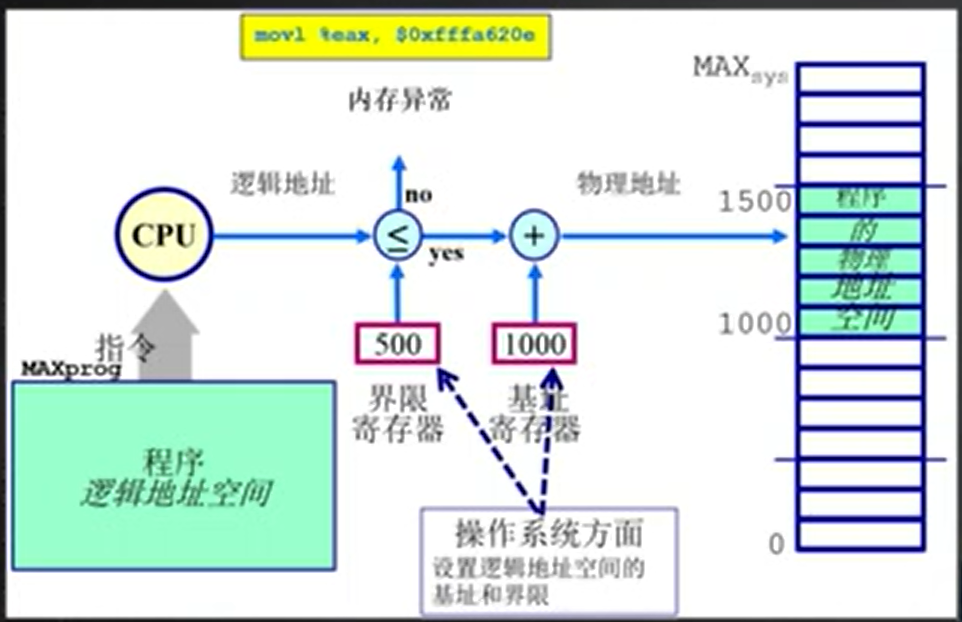 movl %eax, $0xfffa620e
内存异常
MAXsys
逻辑地址
物理地址
no
1500
程序
CPU
≤
yes
+
的
物理
地址
1000
空间
指令
MAXprog
500
1000
界限
寄存器
基址
寄存器
程序
逻辑地址空间
操作系统方面
设置逻辑地址空间的
基址和界限
0